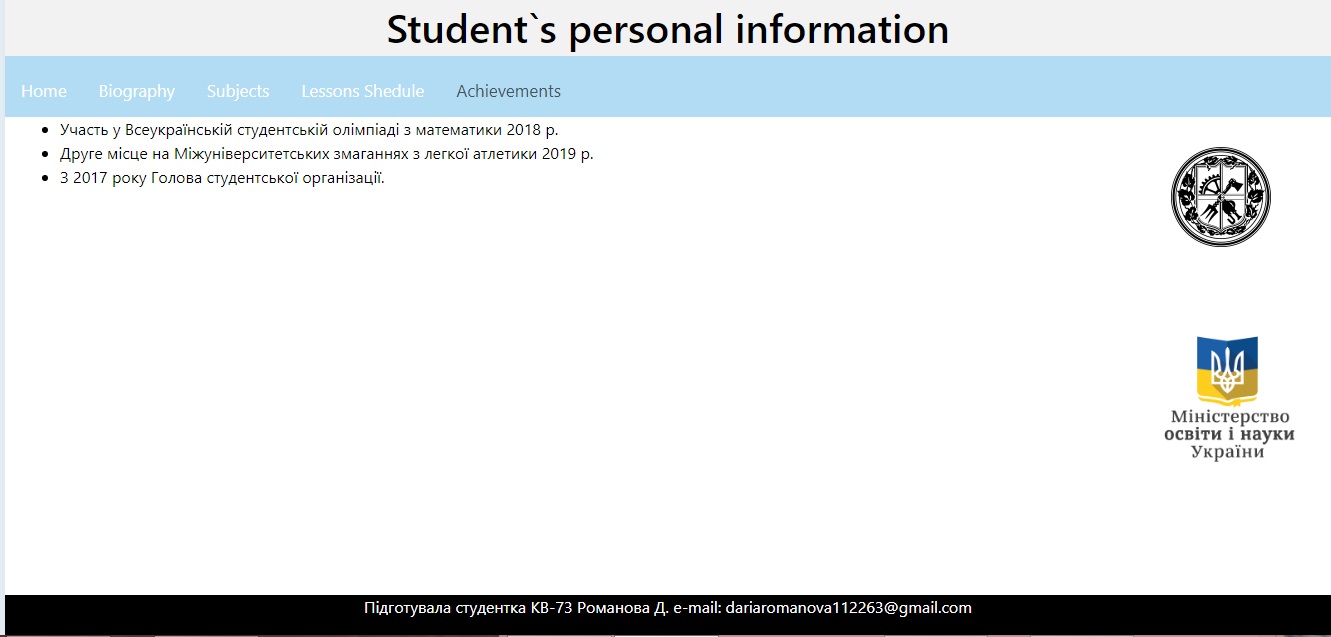 Student`s personal information
Home Biography Subjects Lessons Shedule Achievements
Участь у Всеукраїнській студентській олімпіаді з математики 2018 р.
Друге місце на Міжуніверситетських змаганнях з легкої атлетики 2019 р.
З 2017 року Голова студентської організації.
Міністерство
освіти і науки
України
Підготувала студентка КВ-73 Романова Д. e-mail: dariaromanova112263@gmail.com